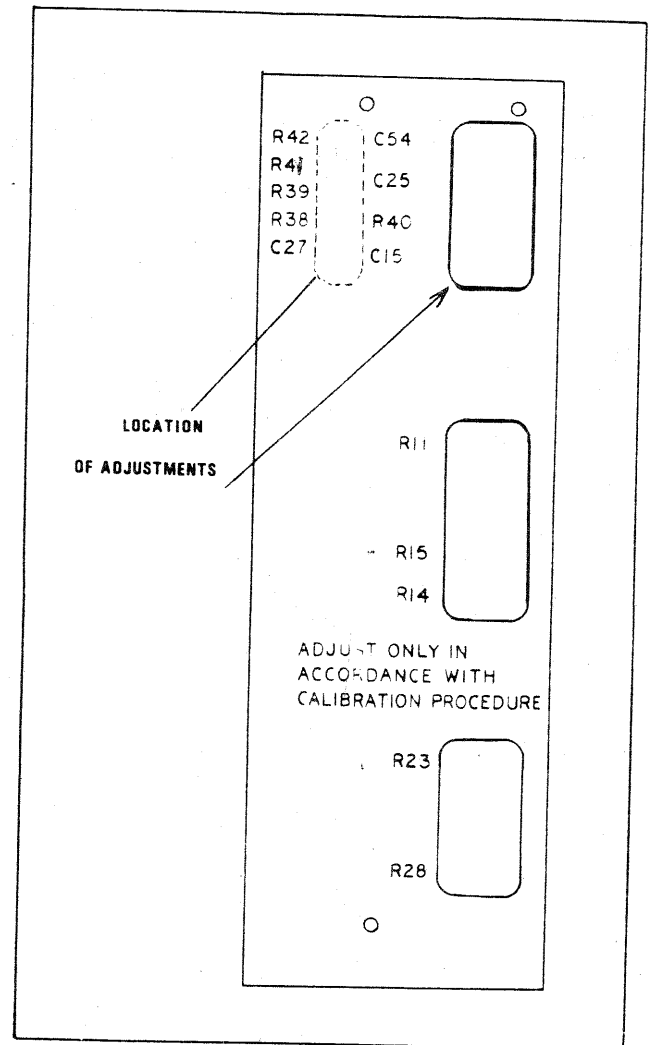 R42 C54
R41
C25
R39
R38 R40
C27 C15
LOCATION
OF ADJUSTMENTS
R11
R15
R14
ADJUST ONLY IN
ACCORDANCE WITH
CALIBRATION PROCEDURE
R23
R28